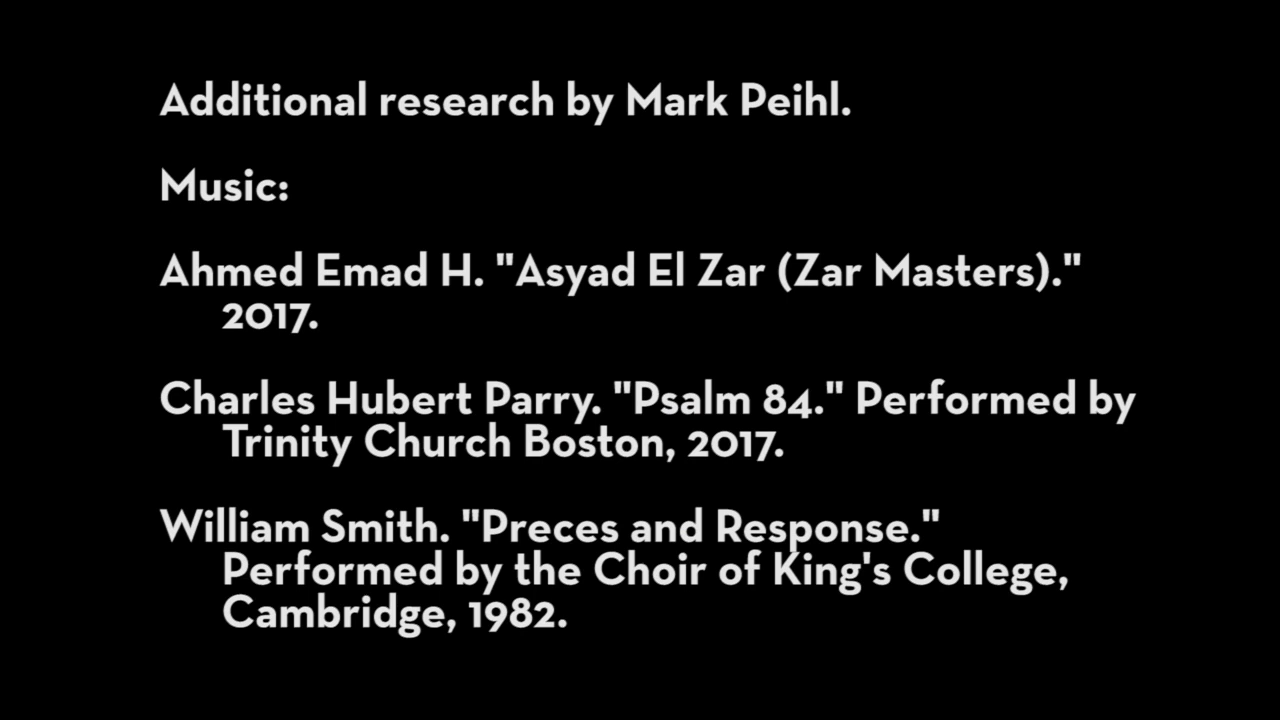 Additional research by Mark Peihl.
Music:
Ahmed Emad H. "Asyad El Zar (Zar Masters)."
2017.
Charles Hubert Parry. "Psalm 84." Performed by
Trinity Church Boston, 2017.
William Smith. "Preces and Response."
Performed by the Choir of King's College,
Cambridge, 1982.